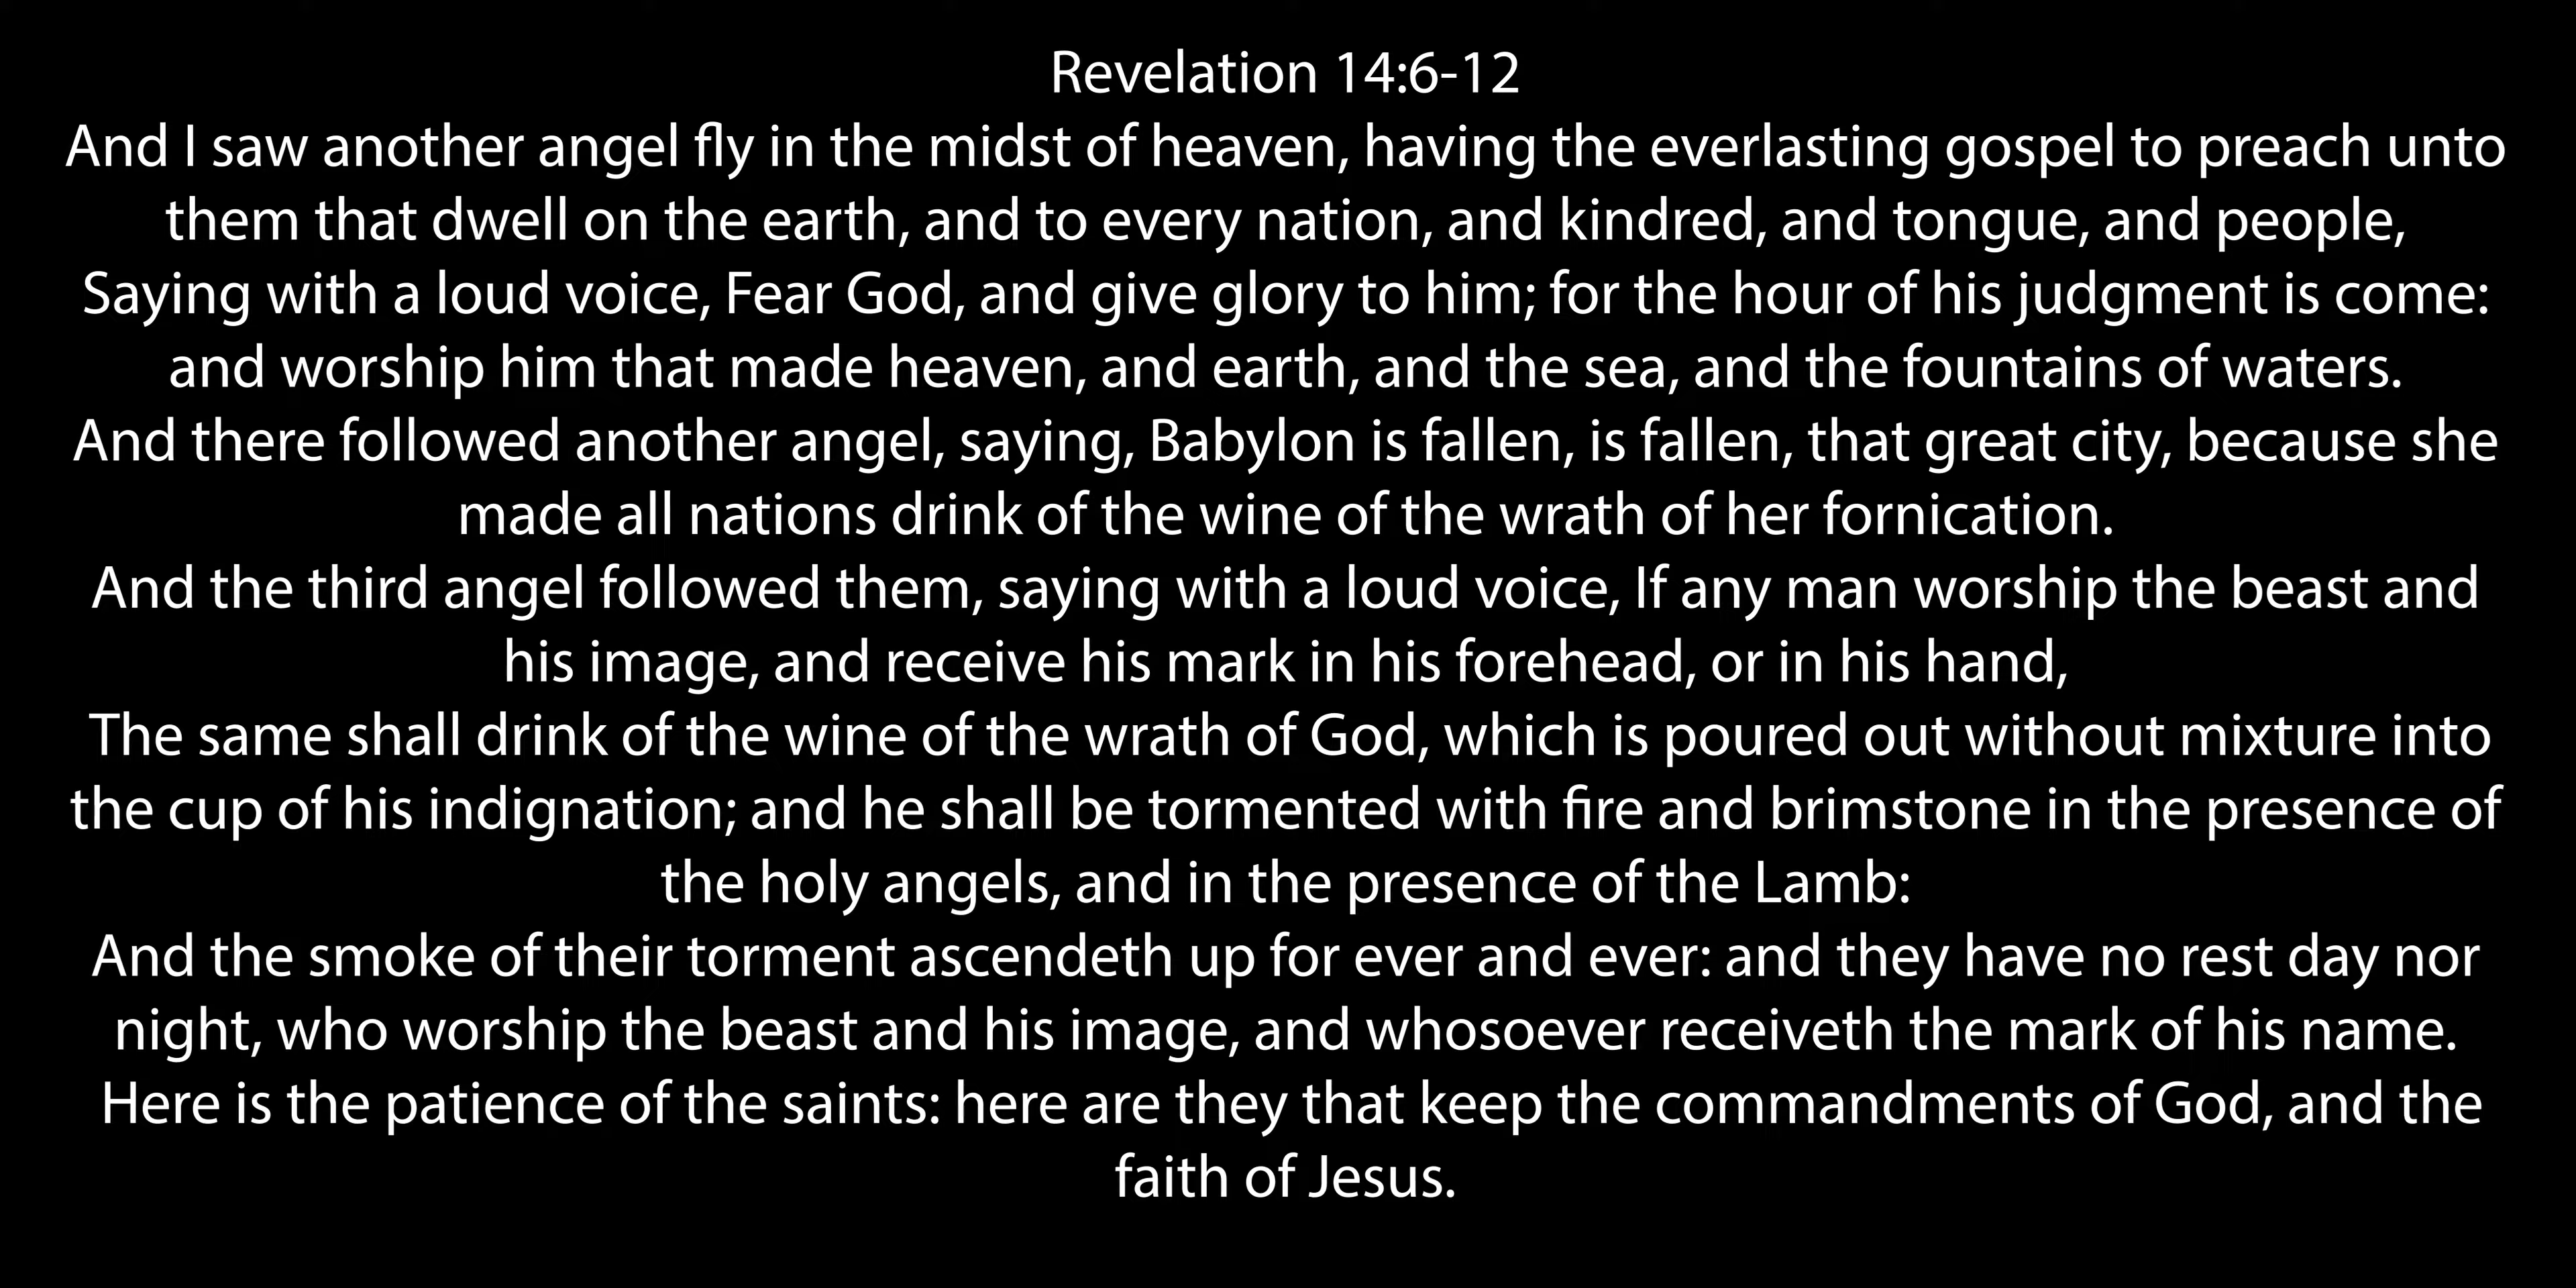 Revelation 14:6-12
And I saw another angel fly in the midst of heaven, having the everlasting gospel to preach unto
them that dwell on the earth, and to every nation, and kindred, and tongue, and people,
Saying with a loud voice, Fear God, and give glory to him; for the hour of his judgment is come:
and worship him that made heaven, and earth, and the sea, and the fountains of waters.
And there followed another angel, saying, Babylon is fallen, is fallen, that great city, because she
made all nations drink of the wine of the wrath of her fornication.
And the third angel followed them, saying with a loud voice, If any man worship the beast and
his image, and receive his mark in his forehead, or in his hand,
The same shall drink of the wine of the wrath of God, which is poured out without mixture into
the cup of his indignation; and he shall be tormented with fire and brimstone in the presence of
the holy angels, and in the presence of the Lamb:
And the smoke of their torment ascendeth up for ever and ever: and they have no rest day nor
night, who worship the beast and his image, and whosoever receiveth the mark of his name.
Here is the patience of the saints: here are they that keep the commandments of God, and the
faith of Jesus.